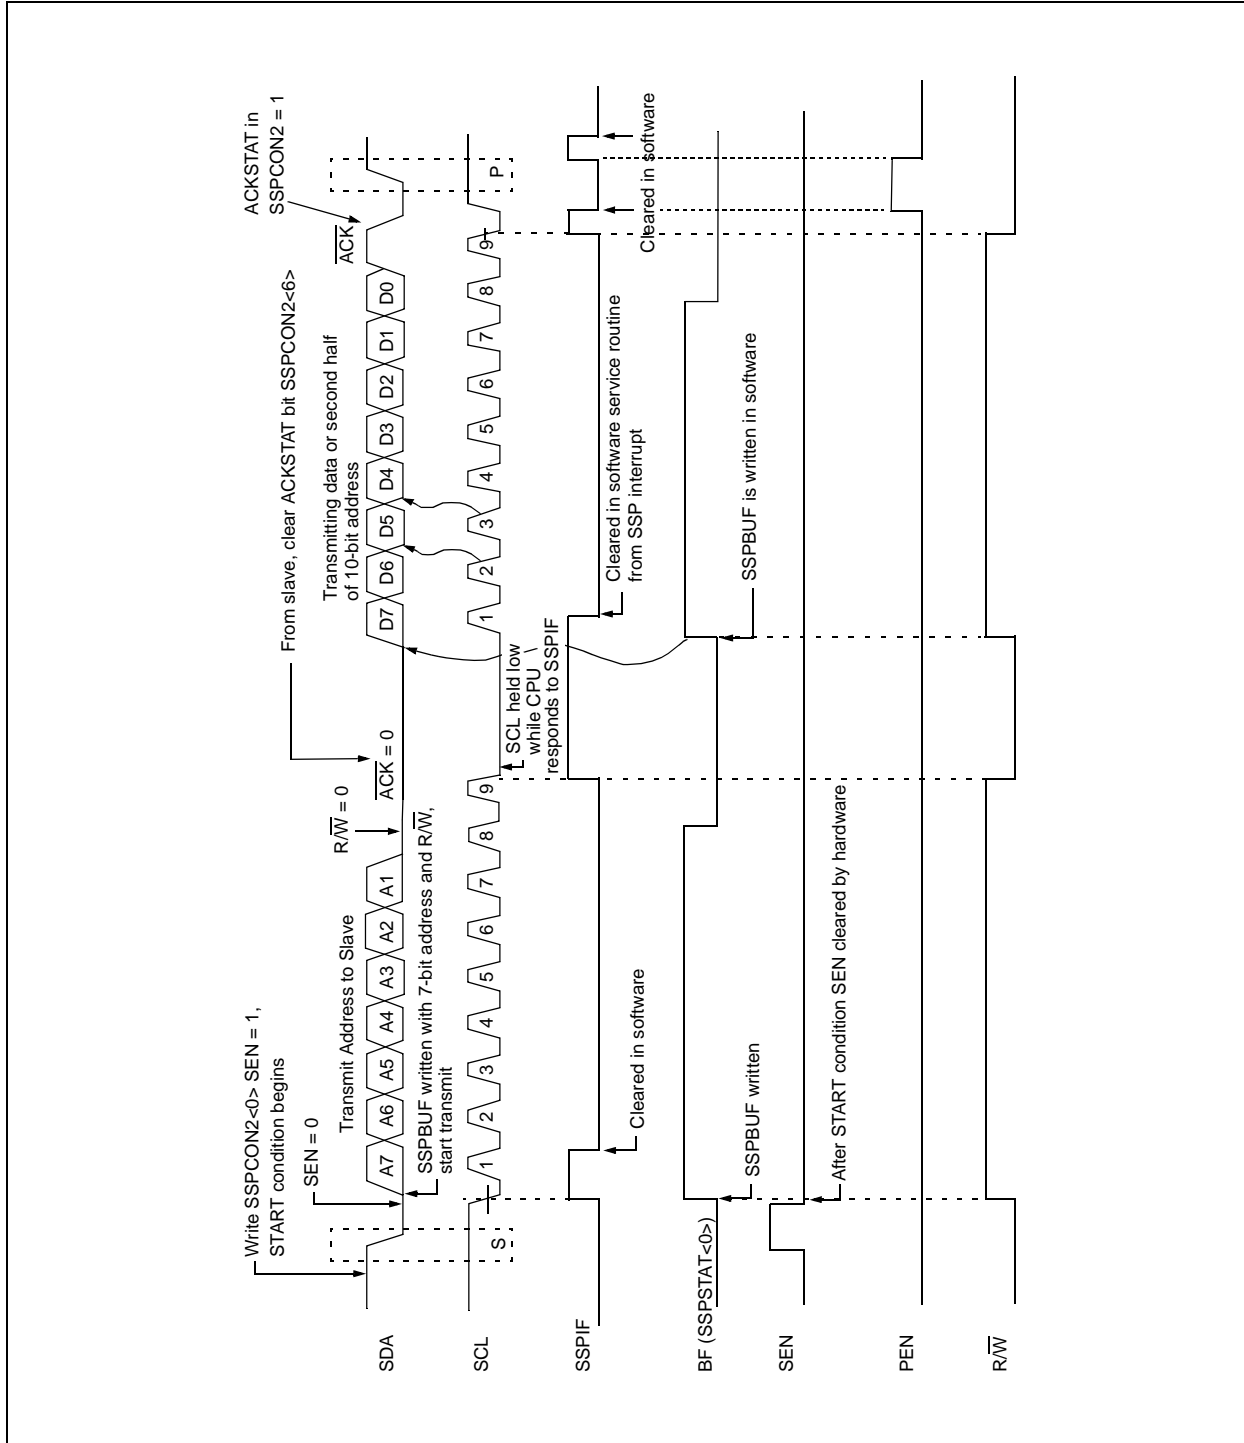 Write SSPCON2<0> SEN = 1,
START condition begins
SEN = 0
Transmit Address to Slave
R/W = 0
From slave, clear ACKSTAT bit SSPCON2<6>
ACK = 0
Transmitting data or second half
of 10-bit address
ACKSTAT in
SSPCON2 = 1
ACK
SDA
A7 A6 A5 A4 A3 A2 A1
D7 D6 D5 D4 D3 D2 D1 D0
SSPBUF written with 7-bit address and R/W,
start transmit
SCL
S
1 2 3 4 5 6 7 8 9
1 2 3 4 5 6 7 8 9
P
SCL held low
while CPU
responds to SSPIF
SSPIF
Cleared in software
Cleared in software service routine
from SSP interrupt
Cleared in software
BF (SSPSTAT<0>)
SSPBUF written
SSPBUF is written in software
SEN
After START condition SEN cleared by hardware
PEN
R/W